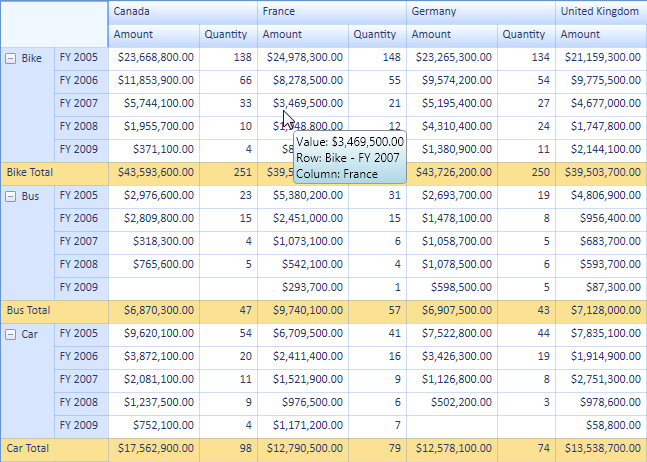 Canada France Germany United Kingdom
Amount Quantity Amount Quantity Amount Quantity Amount
Bike FY 2005 $23,668,800.00 138 $24,978,300.00 148 $23,265,300.00 134 $21,159,300.00
FY 2006 $11,853,900.00 66 $8,278,500.00 55 $9,574,200.00 54 $9,775,500.00
FY 2007 $5,744,100.00 33 $3,469,500.00 21 $5,195,400.00 27 $4,677,000.00
FY 2008 $1,955,700.00 10 12 $4,310,400.00 24 $1,747,800.00
FY 2009 $371,100.00 4 $1,380,900.00 11 $2,144,100.00
Value: $3,469,500.00
Row: Bike - FY 2007
Column: France
Bike Total $43,593,600.00 251 $43,726,200.00 250 $39,503,700.00
Bus FY 2005 $2,976,600.00 23 $5,380,200.00 31 $2,693,700.00 19 $4,806,900.00
FY 2006 $2,809,800.00 15 $2,451,000.00 15 $1,478,100.00 8 $956,400.00
FY 2007 $318,300.00 4 $1,073,100.00 6 $1,058,700.00 5 $683,700.00
FY 2008 $765,600.00 5 $542,100.00 4 $1,078,500.00 6 $593,700.00
FY 2009 $293,700.00 1 $598,500.00 5 $87,300.00
Bus Total $6,870,300.00 47 $9,740,100.00 57 $6,907,500.00 43 $7,128,000.00
Car FY 2005 $9,620,100.00 54 $6,709,500.00 41 $7,522,800.00 44 $7,835,100.00
FY 2006 $3,872,100.00 20 $2,411,400.00 16 $3,426,300.00 19 $1,914,900.00
FY 2007 $2,081,100.00 11 $1,521,900.00 9 $1,126,800.00 8 $2,751,300.00
FY 2008 $1,237,500.00 9 $976,500.00 6 $502,200.00 3 $978,600.00
FY 2009 $752,100.00 4 $1,171,200.00 7 $58,800.00
Car Total $17,562,900.00 98 $12,790,500.00 79 $12,578,100.00 74 $13,538,700.00